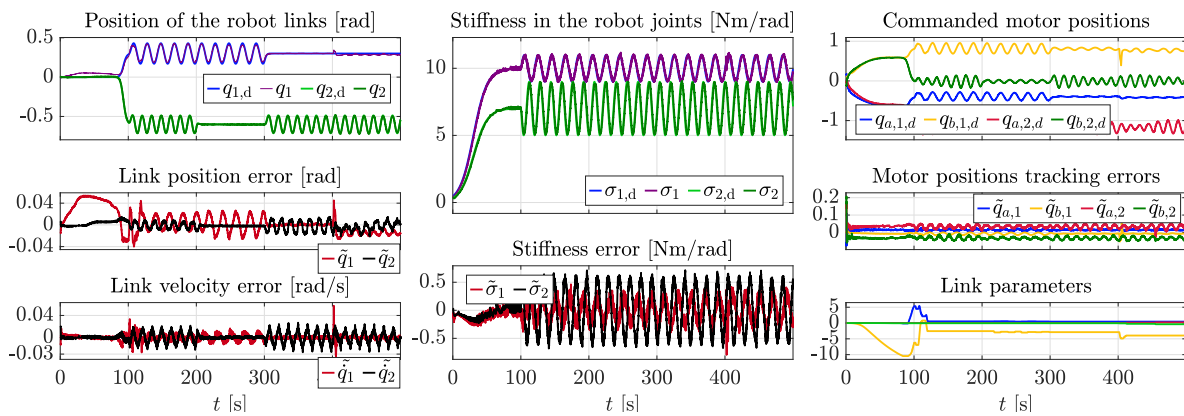 Position of the robot links [rad]
0.5
0
-0.5
q1,d q1 q2,d q2
Link position error [rad]
0.04
0
-0.04
q̃1 q̃2
Link velocity error [rad/s]
0.04
0
-0.03
q̃̇1 q̃̇2
0 100 200 300 400
t [s]
Stiffness in the robot joints [Nm/rad]
10
5
0
σ1,d σ1 σ2,d σ2
Stiffness error [Nm/rad]
0.5
0
-0.5
σ̃1 σ̃2
0 100 200 300 400
t [s]
Commanded motor positions
1
0
-1
qa,1,d qb,1,d qa,2,d qb,2,d
Motor positions tracking errors
0.2
0.1
0
q̃a,1 q̃b,1 q̃a,2 q̃b,2
Link parameters
5
0
-5
-10
0 100 200 300 400
t [s]